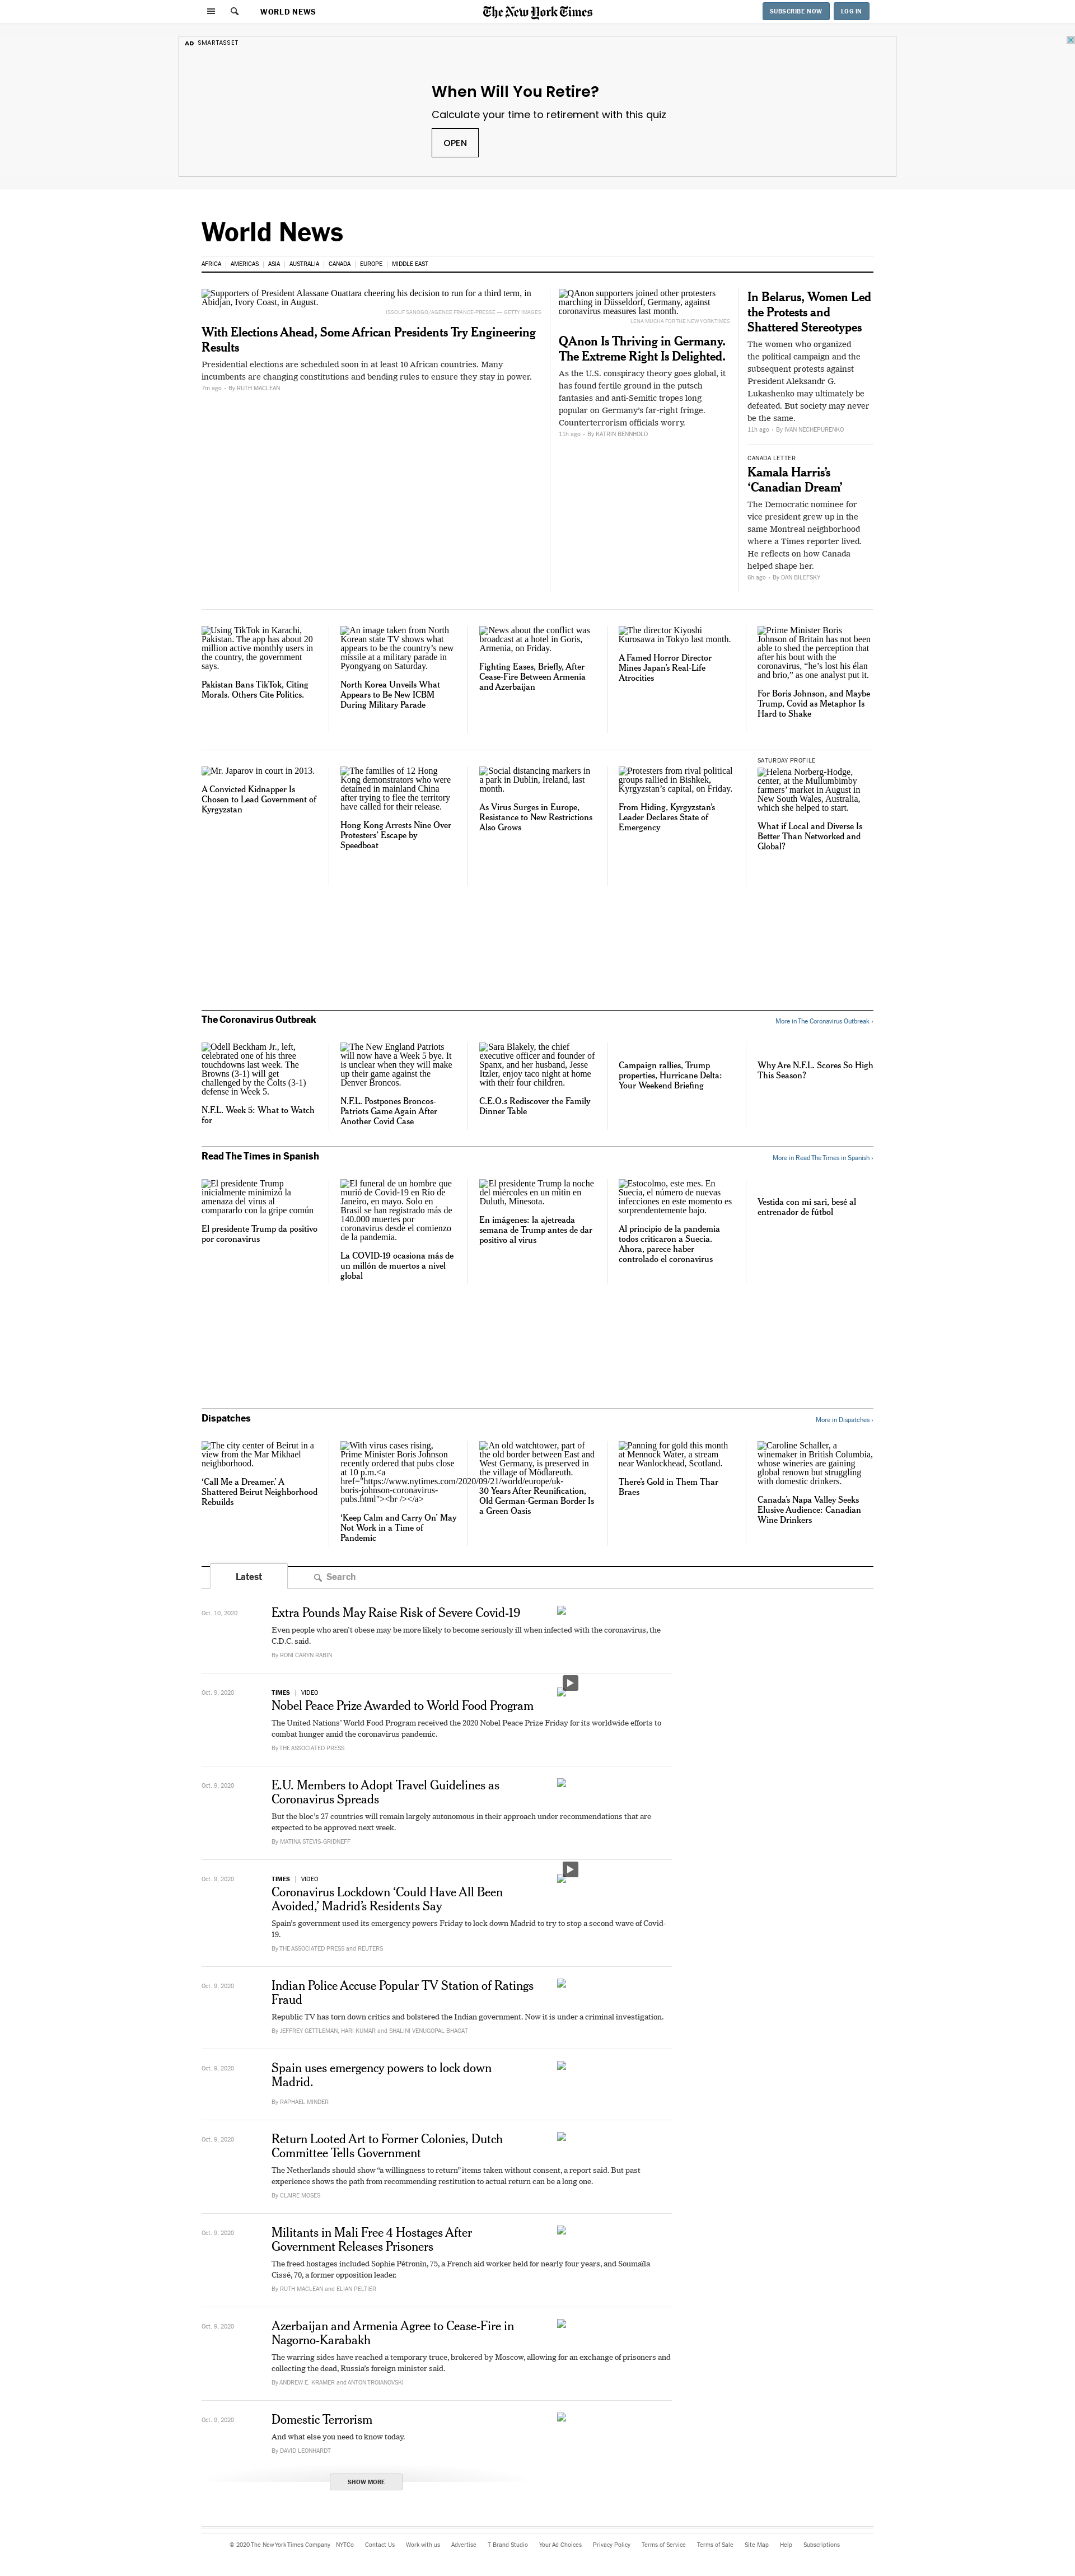 WORLD NEWS
The New York Times
SUBSCRIBE NOW
LOG IN
AD SMARTASSET
When Will You Retire?
Calculate your time to retirement with this quiz
OPEN
World News
AFRICA | AMERICAS | ASIA | AUSTRALIA | CANADA | EUROPE | MIDDLE EAST
Supporters of President Alassane Ouattara cheering his decision to run for a third term, in
Abidjan, Ivory Coast, in August.
ISSOUF SANOGO/AGENCE FRANCE-PRESSE — GETTY IMAGES
With Elections Ahead, Some African Presidents Try Engineering
Results
Presidential elections are scheduled soon in at least 10 African countries. Many
incumbents are changing constitutions and bending rules to ensure they stay in power.
7m ago - By RUTH MACLEAN
QAnon supporters joined other protesters
marching in Düsseldorf, Germany, against
coronavirus measures last month.
LENA MUCHA FOR THE NEW YORK TIMES
QAnon Is Thriving in Germany.
The Extreme Right Is Delighted.
As the U.S. conspiracy theory goes global, it
has found fertile ground in the putsch
fantasies and anti-Semitic tropes long
popular on Germany's far-right fringe.
Counterterrorism officials worry.
11h ago - By KATRIN BENNHOLD
In Belarus, Women Led
the Protests and
Shattered Stereotypes
The women who organized
the political campaign and the
subsequent protests against
President Aleksandr G.
Lukashenko may ultimately be
defeated. But society may never
be the same.
11h ago - By IVAN NECHEPURENKO
CANADA LETTER
Kamala Harris's
‘Canadian Dream’
The Democratic nominee for
vice president grew up in the
same Montreal neighborhood
where a Times reporter lived.
He reflects on how Canada
helped shape her.
6h ago - By DAN BILEFSKY
Using TikTok in Karachi,
Pakistan. The app has about 20
million active monthly users in
the country, the government
says.
Pakistan Bans TikTok, Citing
Morals. Others Cite Politics.
An image taken from North
Korean state TV shows what
appears to be the country’s new
missile at a military parade in
Pyongyang on Saturday.
North Korea Unveils What
Appears to Be New ICBM
During Military Parade
News about the conflict was
broadcast at a hotel in Goris,
Armenia, on Friday.
Fighting Eases, Briefly, After
Cease-Fire Between Armenia
and Azerbaijan
The director Kiyoshi
Kurosawa in Tokyo last month.
A Famed Horror Director
Mines Japan’s Real-Life
Atrocities
Prime Minister Boris
Johnson of Britain has not been
able to shed the perception that
after his bout with the
coronavirus, “he’s lost his élan
and brio,” as one analyst put it.
For Boris Johnson, and Maybe
Trump, Covid as Metaphor Is
Hard to Shake
Mr. Japarov in court in 2013.
A Convicted Kidnapper Is
Chosen to Lead Government of
Kyrgyzstan
The families of 12 Hong
Kong demonstrators who were
detained in mainland China
after trying to flee the territory
have called for their release.
Hong Kong Arrests Nine Over
Protesters’ Escape by
Speedboat
Social distancing markers in
a park in Dublin, Ireland, last
month.
As Virus Surges in Europe,
Resistance to New Restrictions
Also Grows
Protesters from rival political
groups rallied in Bishkek,
Kyrgyzstan’s capital, on Friday.
From Hiding, Kyrgyzstan’s
Leader Declares State of
Emergency
SATURDAY PROFILE
Helena Norberg-Hodge,
center, at the Mullumbimby
farmers’ market in August in
New South Wales, Australia,
which she helped to start.
What if Local and Diverse Is
Better Than Networked and
Global?
The Coronavirus Outbreak
More in The Coronavirus Outbreak ›
Odell Beckham Jr., left,
celebrated one of his three
touchdowns last week. The
Browns (3-1) will get
challenged by the Colts (3-1)
defense in Week 5.
N.F.L. Week 5: What to Watch
for
The New England Patriots
will now have a Week 5 bye. It
is unclear when they will make
up their game against the
Denver Broncos.
N.F.L. Postpones Broncos-
Patriots Game Again After
Another Covid Case
Sara Blakely, the chief
executive officer and founder of
Spanx, and her husband, Jesse
Itzler, enjoy taco night at home
with their four children.
C.E.O.s Rediscover the Family
Dinner Table
Campaign rallies, Trump
properties, Hurricane Delta:
Your Weekend Briefing
Why Are N.F.L. Scores So High
This Season?
Read The Times in Spanish
More in Read The Times in Spanish ›
El presidente Trump
inicialmente minimizó la
amenaza del virus al
compararlo con la gripe común
El presidente Trump da positivo
por coronavirus
El funeral de un hombre que
murió de Covid-19 en Río de
Janeiro, en mayo. Solo en
Brasil se han registrado más de
140.000 muertes por
coronavirus desde el comienzo
de la pandemia.
La COVID-19 ocasiona más de
un millón de muertos a nivel
global
El presidente Trump la noche
del miércoles en un mitin en
Duluth, Minesota.
En imágenes: la ajetreada
semana de Trump antes de dar
positivo al virus
Estocolmo, este mes. En
Suecia, el número de nuevas
infecciones en este momento es
sorprendentemente bajo.
Al principio de la pandemia
todos criticaron a Suecia.
Ahora, parece haber
controlado el coronavirus
Vestida con mi sari, besé al
entrenador de fútbol
Dispatches
More in Dispatches ›
The city center of Beirut in a
view from the Mar Mikhael
neighborhood.
‘Call Me a Dreamer.’ A
Shattered Beirut Neighborhood
Rebuilds
With virus cases rising,
Prime Minister Boris Johnson
recently ordered that pubs close
at 10 p.m.<a
href="https://www.nytimes.com/2020/09/21/world/europe/uk-
boris-johnson-coronavirus-
pubs.html"><br /></a>
‘Keep Calm and Carry On’ May
Not Work in a Time of
Pandemic
An old watchtower, part of
the old border between East and
West Germany, is preserved in
the village of Mödlareuth.
30 Years After Reunification,
Old German-German Border Is
a Green Oasis
Panning for gold this month
at Mennock Water, a stream
near Wanlockhead, Scotland.
There’s Gold in Them Thar
Braes
Caroline Schaller, a
winemaker in British Columbia,
whose wineries are gaining
global renown but struggling
with domestic drinkers.
Canada’s Napa Valley Seeks
Elusive Audience: Canadian
Wine Drinkers
Latest
Search
Oct. 10, 2020
Extra Pounds May Raise Risk of Severe Covid-19
Even people who aren’t obese may be more likely to become seriously ill when infected with the coronavirus, the
C.D.C. said.
By RONI CARYN RABIN
Oct. 9, 2020
TIMES | VIDEO
Nobel Peace Prize Awarded to World Food Program
The United Nations’ World Food Program received the 2020 Nobel Peace Prize Friday for its worldwide efforts to
combat hunger amid the coronavirus pandemic.
By THE ASSOCIATED PRESS
Oct. 9, 2020
E.U. Members to Adopt Travel Guidelines as
Coronavirus Spreads
But the bloc’s 27 countries will remain largely autonomous in their approach under recommendations that are
expected to be approved next week.
By MATINA STEVIS-GRIDNEFF
Oct. 9, 2020
TIMES | VIDEO
Coronavirus Lockdown ‘Could Have All Been
Avoided,’ Madrid’s Residents Say
Spain’s government used its emergency powers Friday to lock down Madrid to try to stop a second wave of Covid-
19.
By THE ASSOCIATED PRESS and REUTERS
Oct. 9, 2020
Indian Police Accuse Popular TV Station of Ratings
Fraud
Republic TV has torn down critics and bolstered the Indian government. Now it is under a criminal investigation.
By JEFFREY GETTLEMAN, HARI KUMAR and SHALINI VENUGOPAL BHAGAT
Oct. 9, 2020
Spain uses emergency powers to lock down
Madrid.
By RAPHAEL MINDER
Oct. 9, 2020
Return Looted Art to Former Colonies, Dutch
Committee Tells Government
The Netherlands should show “a willingness to return” items taken without consent, a report said. But past
experience shows the path from recommending restitution to actual return can be a long one.
By CLAIRE MOSES
Oct. 9, 2020
Militants in Mali Free 4 Hostages After
Government Releases Prisoners
The freed hostages included Sophie Pétronin, 75, a French aid worker held for nearly four years, and Soumaïla
Cissé, 70, a former opposition leader.
By RUTH MACLEAN and ELIAN PELTIER
Oct. 9, 2020
Azerbaijan and Armenia Agree to Cease-Fire in
Nagorno-Karabakh
The warring sides have reached a temporary truce, brokered by Moscow, allowing for an exchange of prisoners and
collecting the dead, Russia’s foreign minister said.
By ANDREW E. KRAMER and ANTON TROIANOVSKI
Oct. 9, 2020
Domestic Terrorism
And what else you need to know today.
By DAVID LEONHARDT
SHOW MORE
© 2020 The New York Times Company NYTCo Contact Us Work with us Advertise T Brand Studio Your Ad Choices Privacy Policy Terms of Service Terms of Sale Site Map Help Subscriptions